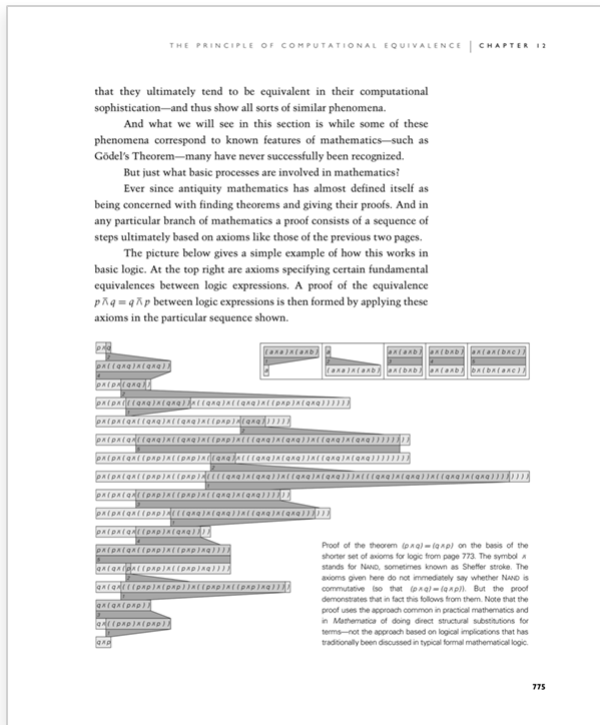 THE PRINCIPLE OF COMPUTATIONAL EQUIVALENCE | CHAPTER 12
that they ultimately tend to be equivalent in their computational
sophistication—and thus show all sorts of similar phenomena.
And what we will see in this section is while some of these
phenomena correspond to known features of mathematics—such as
Gödel's Theorem—many have never successfully been recognized.
But just what basic processes are involved in mathematics?
Ever since antiquity mathematics has almost defined itself as
being concerned with finding theorems and giving their proofs. And in
any particular branch of mathematics a proof consists of a sequence of
steps ultimately based on axioms like those of the previous two pages.
The picture below gives a simple example of how this works in
basic logic. At the top right are axioms specifying certain fundamental
equivalences between logic expressions. A proof of the equivalence
p⊼q = q⊼p between logic expressions is then formed by applying these
axioms in the particular sequence shown.
p⊼q
p⊼((q⊼q)⊼(q⊼q))
p⊼(p⊼(q⊼q))
q⊼(q⊼(p⊼p))
q⊼((p⊼p)⊼(p⊼p))
q⊼p
(a⊼a)⊼(a⊼b)
a
a
(a⊼a)⊼(a⊼b)
a⊼(a⊼b)
a⊼(b⊼b)
a⊼(b⊼b)
a⊼(a⊼b)
a⊼(a⊼(b⊼c))
b⊼(b⊼(a⊼c))
Proof of the theorem (p⊼q)=(q⊼p) on the basis of the
shorter set of axioms for logic from page 773. The symbol ⊼
stands for NAND, sometimes known as Sheffer stroke. The
axioms given here do not immediately say whether NAND is
commutative (so that (p⊼q)=(q⊼p)). But the proof
demonstrates that in fact this follows from them. Note that the
proof uses the approach common in practical mathematics and
in Mathematica of doing direct structural substitutions for
terms—not the approach based on logical implications that has
traditionally been discussed in typical formal mathematical logic.
775